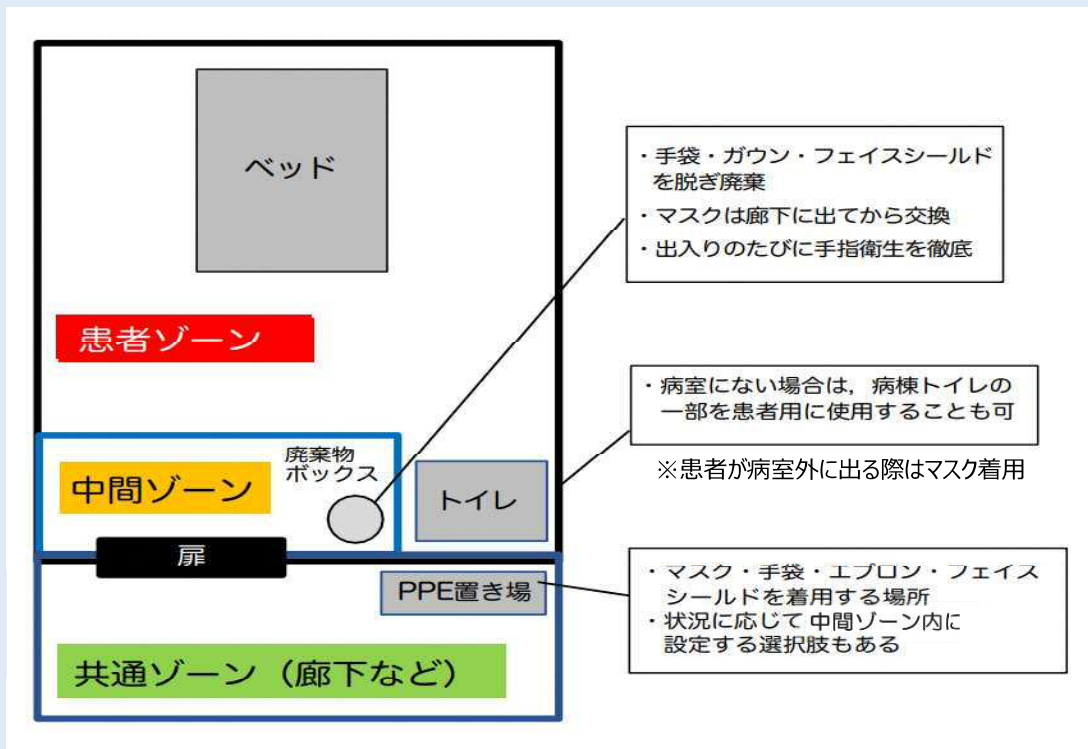 ベッド
患者ゾーン
中間ゾーン
廃棄物
ボックス
トイレ
扉
PPE置き場
共通ゾーン（廊下など）
・手袋・ガウン・フェイスシールド
を脱ぎ廃棄
・マスクは廊下に出てから交換
・出入りのたびに手指衛生を徹底
・病室にない場合は，病棟トイレの
一部を患者用に使用することも可
※患者が病室外に出る際はマスク着用
・マスク・手袋・エプロン・フェイス
シールドを着用する場所
・状況に応じて中間ゾーン内に
設定する選択肢もある